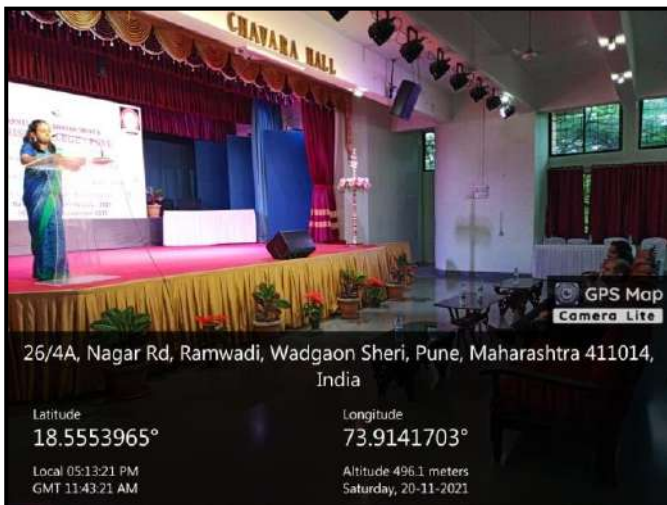 CHAVARA HALL
GPS Map
Camera Lite
26/4A, Nagar Rd, Ramwadi, Wadgaon Sheri, Pune, Maharashtra 411014,
India
Latitude
18.5553965°
Longitude
73.9141703°
Local 05:13:21 PM
GMT 11:43:21 AM
Altitude 496.1 meters
Saturday, 20-11-2021